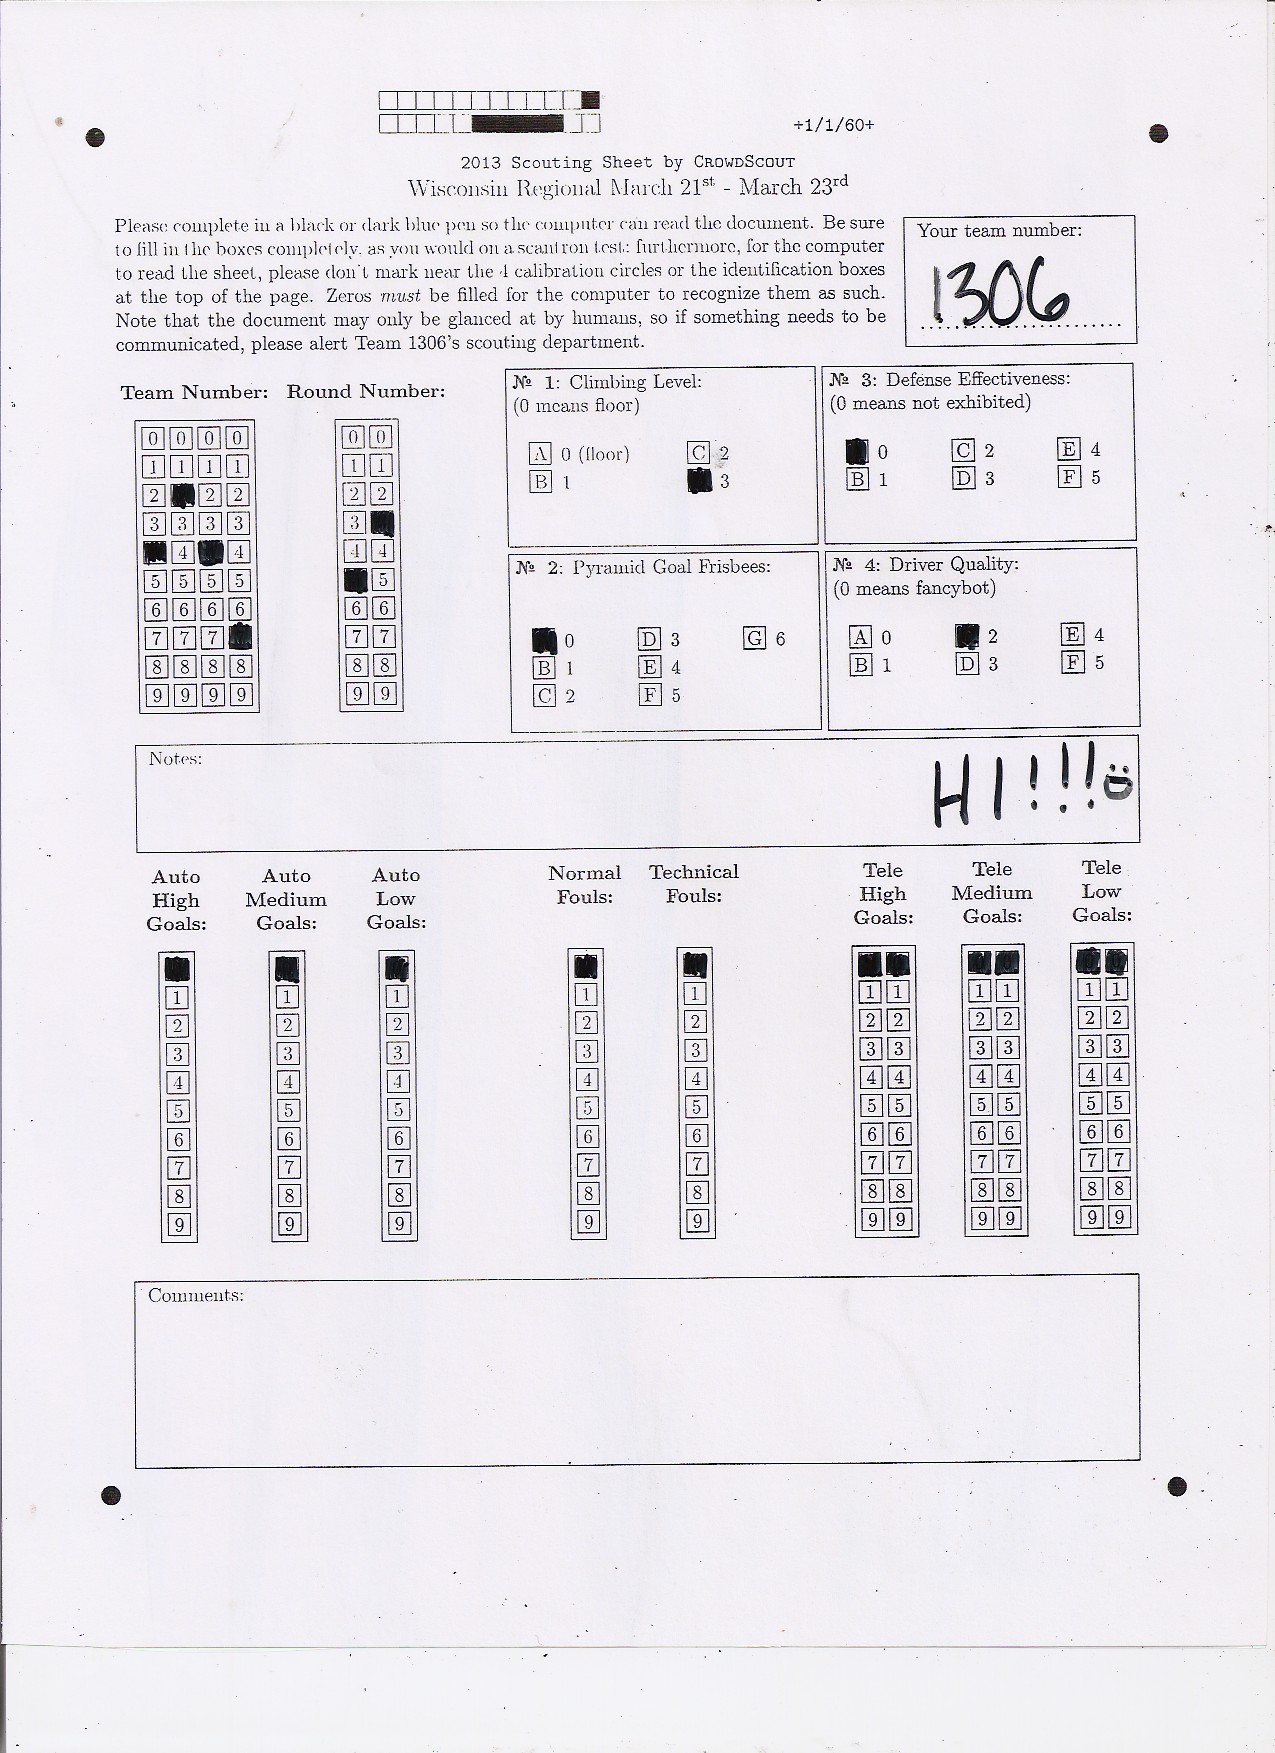 +1/1/60+
2013 Scouting Sheet by CROWDSCOUT
Wisconsin Regional March 21st - March 23rd
Please complete in a black or dark blue pen so the computer can read the document. Be sure
to fill in the boxes completely, as you would on a scantron test; furthermore, for the computer
to read the sheet, please don't mark near the 4 calibration circles or the identification boxes
at the top of the page. Zeros must be filled for the computer to recognize them as such.
Note that the document may only be glanced at by humans, so if something needs to be
communicated, please alert Team 1306's scouting department.
Your team number:
1306
Team Number: Round Number:
0 0 0 0 0 0
1 1 1 1 1 1
2 2 2 2 2
3 3 3 3 3
4 4 4 4
5 5 5 5 5
6 6 6 6 6 6
7 7 7 7 7
8 8 8 8 8 8
9 9 9 9 9 9
№ 1: Climbing Level:
(0 means floor)
A 0 (floor) C 2
B 1 3
№ 3: Defense Effectiveness:
(0 means not exhibited)
0 C 2 E 4
B 1 D 3 F 5
№ 2: Pyramid Goal Frisbees:
0 D 3 G 6
B 1 E 4
C 2 F 5
№ 4: Driver Quality:
(0 means fancybot)
A 0 2 E 4
B 1 D 3 F 5
Notes:
HI!!!:D
Auto High Goals: Auto Medium Goals: Auto Low Goals: Normal Fouls: Technical Fouls: Tele High Goals: Tele Medium Goals: Tele Low Goals:
1 1 1 1 1 1 1 1 1 1 1
2 2 2 2 2 2 2 2 2 2 2
3 3 3 3 3 3 3 3 3 3 3
4 4 4 4 4 4 4 4 4 4 4
5 5 5 5 5 5 5 5 5 5 5
6 6 6 6 6 6 6 6 6 6 6
7 7 7 7 7 7 7 7 7 7 7
8 8 8 8 8 8 8 8 8 8 8
9 9 9 9 9 9 9 9 9 9 9
Comments: